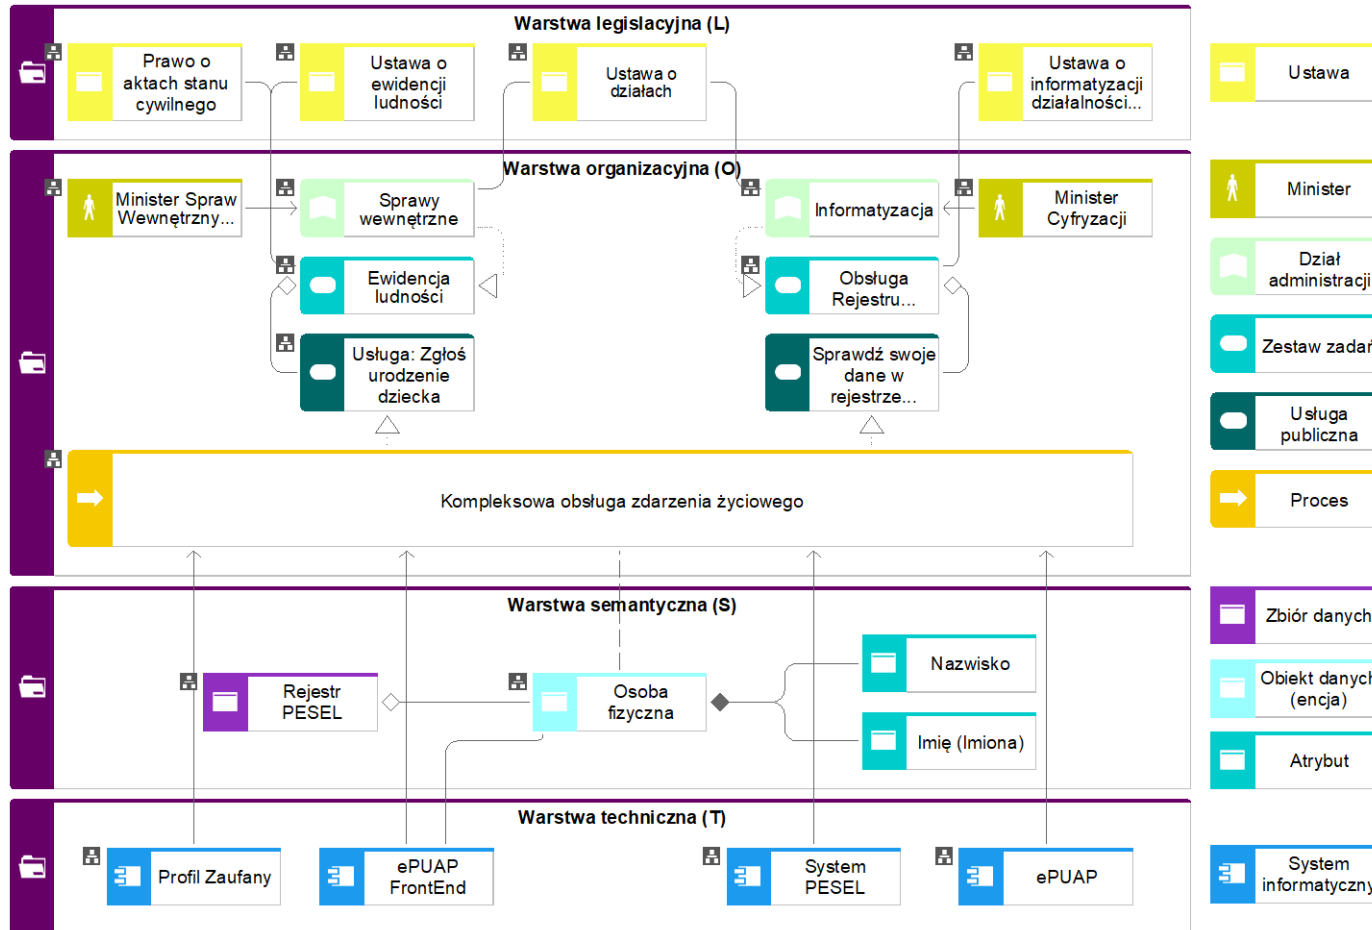 Warstwa legislacyjna (L)
Prawo o
aktach stanu
cywilnego
Ustawa o
ewidencji
ludności
Ustawa o
działach
Ustawa o
informatyzacji
działalności...
Ustawa
Warstwa organizacyjna (O)
Minister Spraw
Wewnętrzny...
Sprawy
wewnętrzne
Informatyzacja
Minister
Cyfryzacji
Minister
Ewidencja
ludności
Obsługa
Rejestru...
Dział
administracji
Usługa: Zgłoś
urodzenie
dziecka
Sprawdź swoje
dane w
rejestrze...
Zestaw zadań
Usługa
publiczna
Kompleksowa obsługa zdarzenia życiowego
Proces
Warstwa semantyczna (S)
Rejestr
PESEL
Osoba
fizyczna
Nazwisko
Imię (Imiona)
Zbiór danych
Obiekt danych
(encja)
Atrybut
Warstwa techniczna (T)
Profil Zaufany
ePUAP
FrontEnd
System
PESEL
ePUAP
System
informatyczny